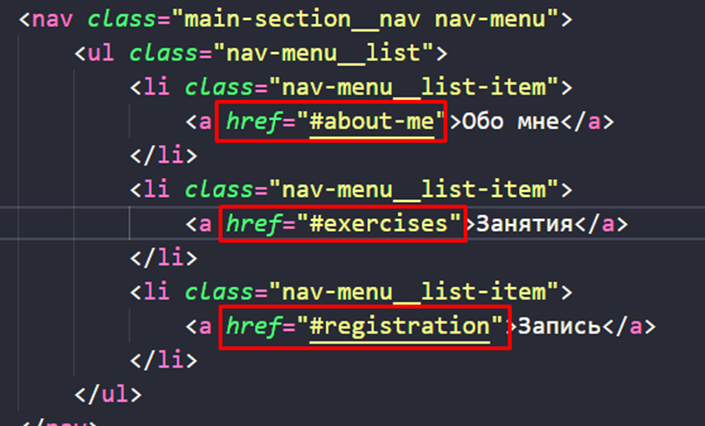 <nav class="main-section__nav nav-menu">
<ul class="nav-menu__list">
<li class="nav-menu__list-item">
<a href="#about-me">Обо мне</a>
</li>
<li class="nav-menu__list-item">
<a href="#exercises">Занятия</a>
</li>
<li class="nav-menu__list-item">
<a href="#registration">Запись</a>
</li>
</ul>
</nav>